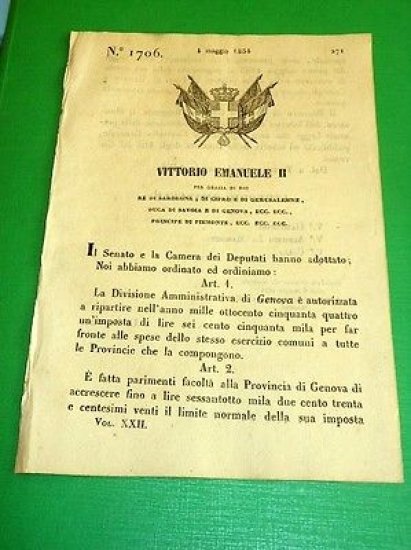 N.° 1706.
4 maggio 1854
271
VITTORIO EMANUELE II
PER GRAZIA DI DIO
RE DI SARDEGNA, DI CIPRO E DI GERUSALEMME,
DUCA DI SAVOIA E DI GENOVA, ECC. ECC.,
PRINCIPE DI PIEMONTE, ECC. ECC. ECC.
Il Senato e la Camera dei Deputati hanno adottato;
Noi abbiamo ordinato ed ordiniamo:
Art. 1.
La Divisione Amministrativa di Genova è autorizzata
a ripartire nell'anno mille ottocento cinquanta quattro
un'imposta di lire sei cento cinquanta mila per far
fronte alle spese dello stesso esercizio comuni a tutte
le Provincie che la compongono.
Art. 2.
È fatta parimenti facoltà alla Provincia di Genova di
accrescere fino a lire sessantotto mila due cento trenta
e centesimi venti il limite normale della sua imposta
Vol. XXII.